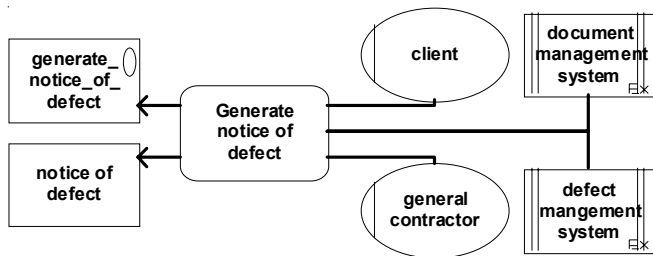 generate_
notice_of_
defect
notice of
defect
Generate
notice of
defect
client
general
contractor
document
management
system
defect
mangement
system